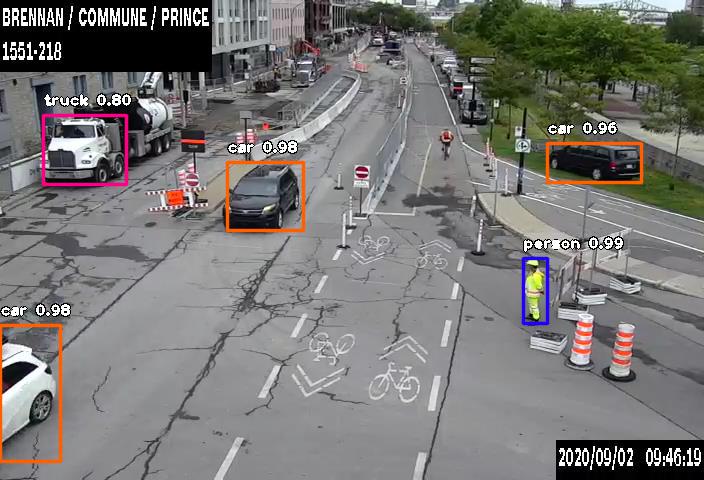 BRENNAN / COMMUNE / PRINCE
1551-218
truck 0.80
car 0.98
car 0.96
person 0.99
car 0.98
2020/09/02 09:46:19